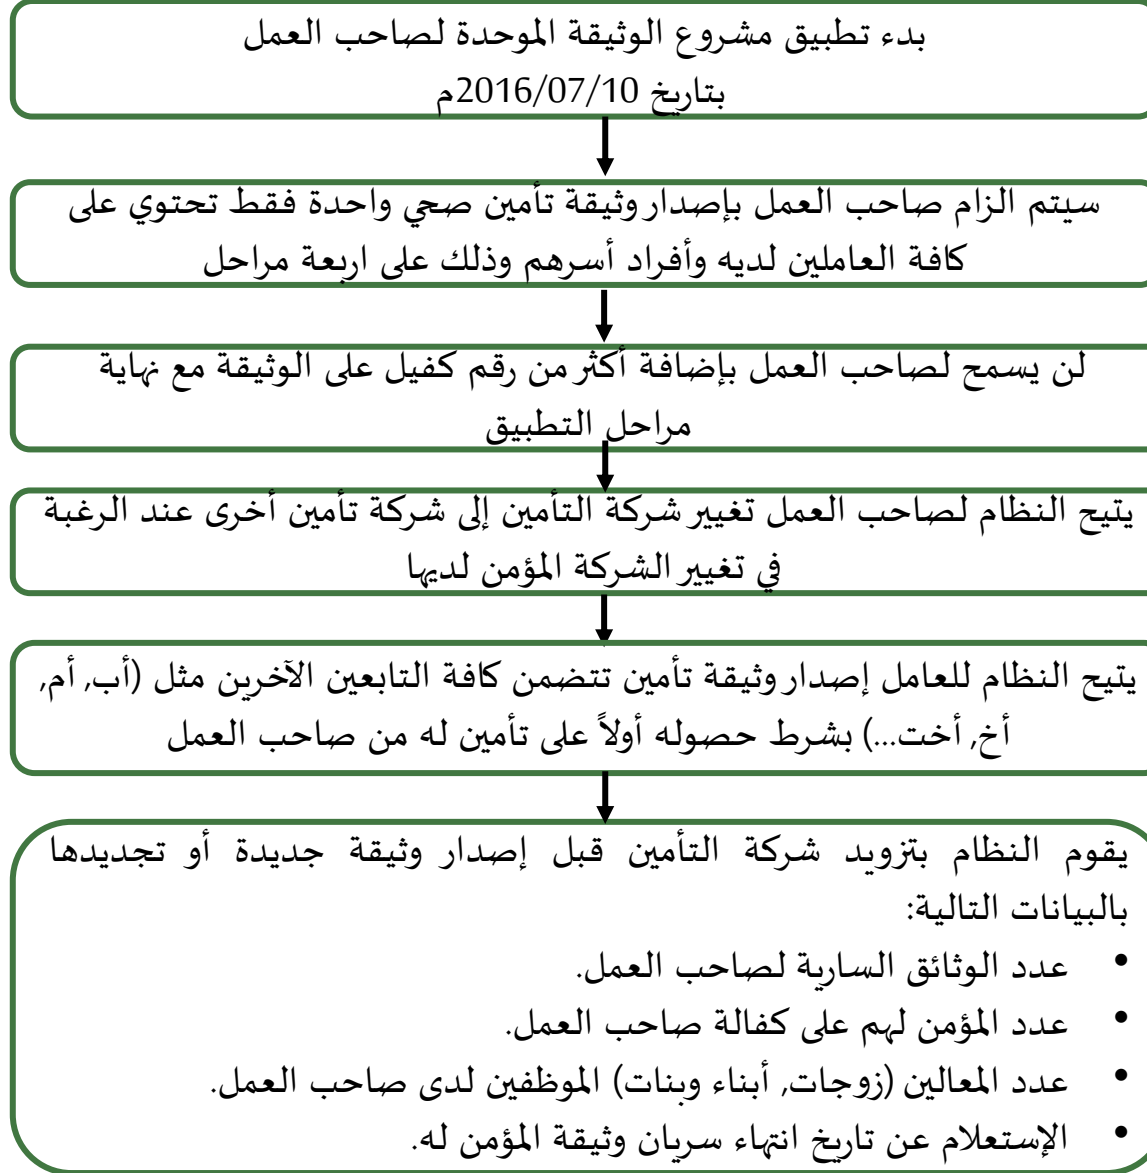 بدء تطبيق مشروع الوثيقة الموحدة لصاحب العمل
بتاريخ 2016/07/10م
سيتم الزام صاحب العمل بإصدار وثيقة تأمين صحي واحدة فقط تحتوي على
كافة العاملين لديه وأفراد أسرهم وذلك على اربعة مراحل
لن يسمح لصاحب العمل بإضافة أكثر من رقم كفيل على الوثيقة مع نهاية
مراحل التطبيق
يتيح النظام لصاحب العمل تغيير شركة التأمين إلى شركة تأمين أخرى عند الرغبة
في تغيير الشركة المؤمن لديها
يتيح النظام للعامل إصدار وثيقة تأمين تتضمن كافة التابعين الآخرين مثل (أب, أم,
أخ, أخت...) بشرط حصوله أولاً على تأمين له من صاحب العمل
يقوم النظام بتزويد شركة التأمين قبل إصدار وثيقة جديدة أو تجديدها
بالبيانات التالية:
• عدد الوثائق السارية لصاحب العمل.
• عدد المؤمن لهم على كفالة صاحب العمل.
• عدد المعالين (زوجات, أبناء وبنات) الموظفين لدى صاحب العمل.
• الإستعلام عن تاريخ انتهاء سريان وثيقة المؤمن له.